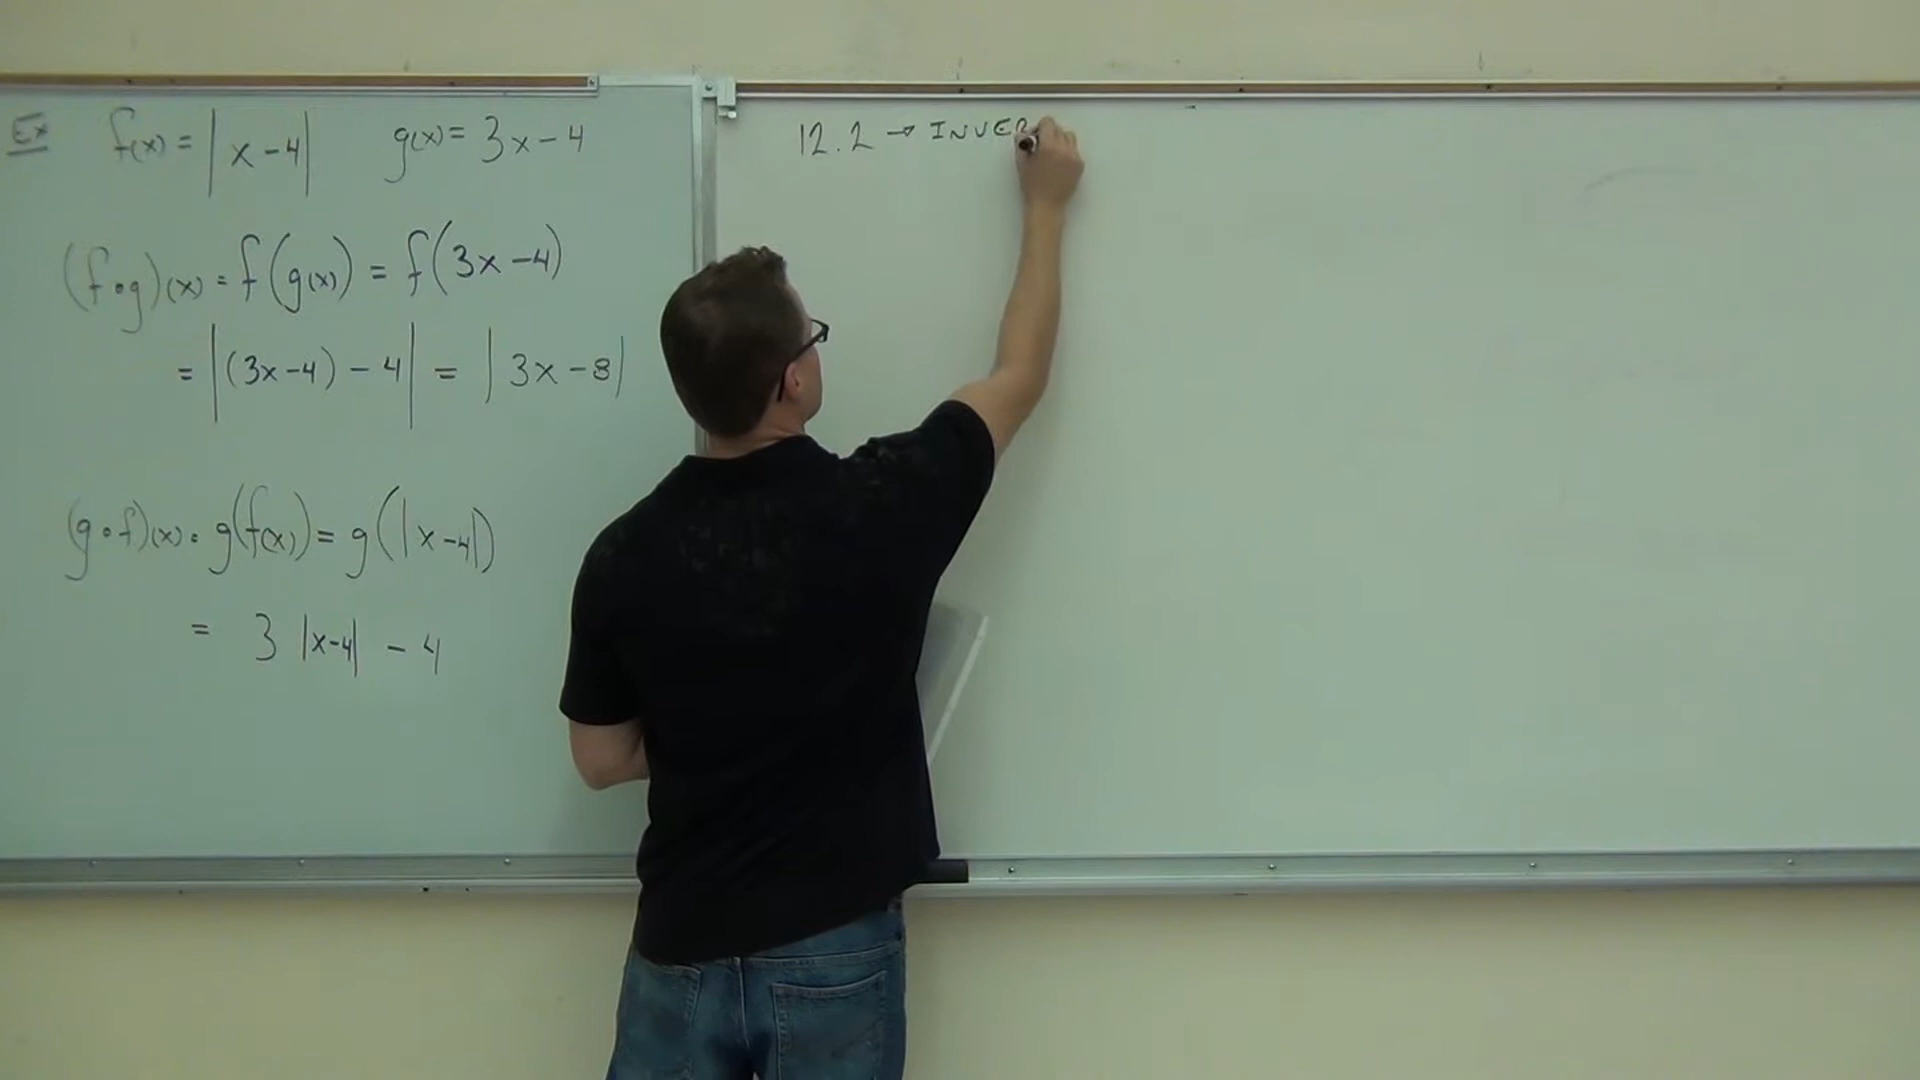 Ex f(x) = |x-4| g(x) = 3x-4
(f∘g)(x) = f(g(x)) = f(3x-4)
= |(3x-4)-4| = |3x-8|
(g∘f)(x) = g(f(x)) = g(|x-4|)
= 3|x-4| - 4
12.2 → INVER